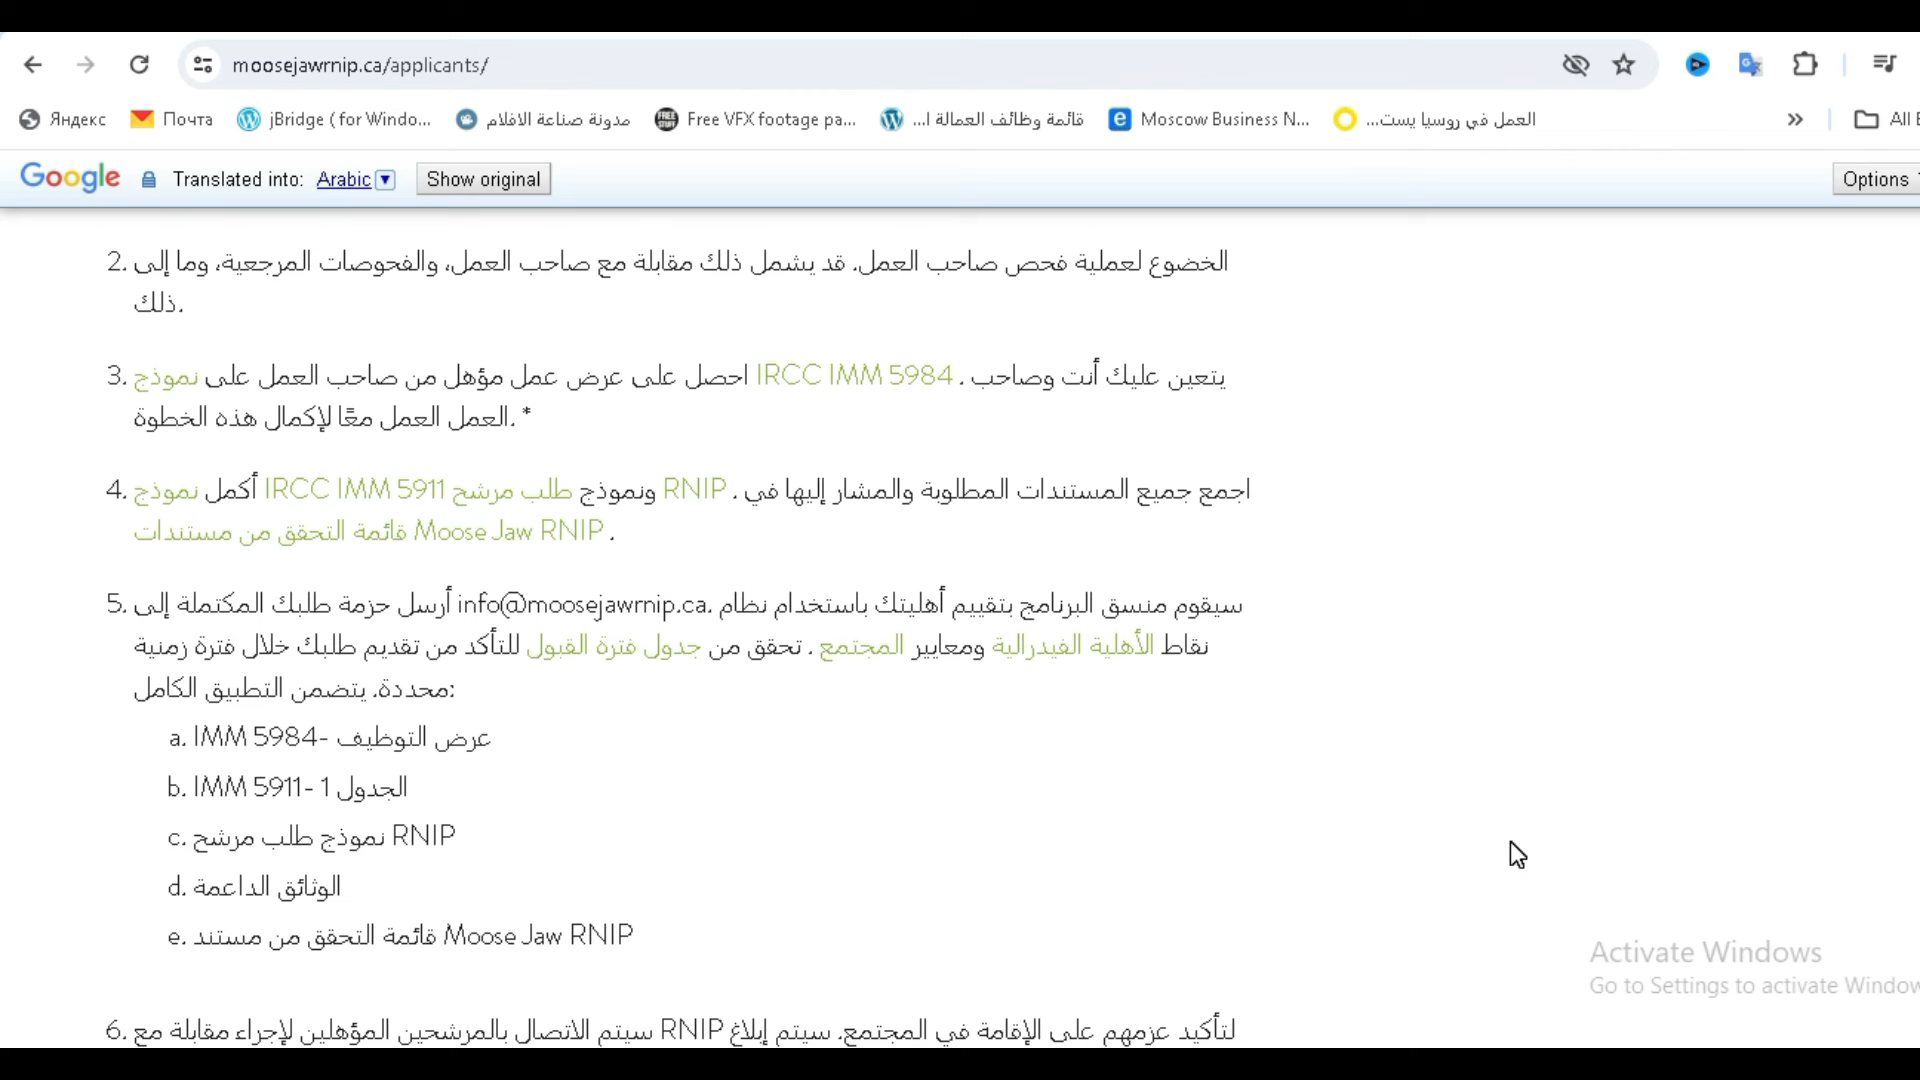 moosejawrnip.ca/applicants/
Яндекс
Почта
jBridge ( for Windo...
مدونة صناعة الافلام
Free VFX footage pa...
قائمة وظائف العمالة ا...
Moscow Business N...
العمل في روسيا يست...
»
All
Google Translated into: Arabic ▼ Show original
Options
2. الخضوع لعملية فحص صاحب العمل. قد يشمل ذلك مقابلة مع صاحب العمل، والفحوصات المرجعية، وما إلى
ذلك.
3. احصل على عرض عمل مؤهل من صاحب العمل على نموذج IRCC IMM 5984 . يتعين عليك أنت وصاحب
العمل العمل معًا لإكمال هذه الخطوة. *
4. أكمل نموذج IRCC IMM 5911 ونموذج طلب مرشح RNIP . اجمع جميع المستندات المطلوبة والمشار إليها في
قائمة التحقق من مستندات Moose Jaw RNIP .
5. أرسل حزمة طلبك المكتملة إلى info@moosejawrnip.ca. سيقوم منسق البرنامج بتقييم أهليتك باستخدام نظام
نقاط الأهلية الفيدرالية ومعايير المجتمع . تحقق من جدول فترة القبول للتأكد من تقديم طلبك خلال فترة زمنية
محددة. يتضمن التطبيق الكامل:
a. IMM 5984- عرض التوظيف
b. IMM 5911- الجدول 1
c. نموذج طلب مرشح RNIP
d. الوثائق الداعمة
e. قائمة التحقق من مستند Moose Jaw RNIP
Activate Windows
Go to Settings to activate Window
6. سيتم الاتصال بالمرشحين المؤهلين لإجراء مقابلة مع RNIP لتأكيد عزمهم على الإقامة في المجتمع. سيتم إبلاغ